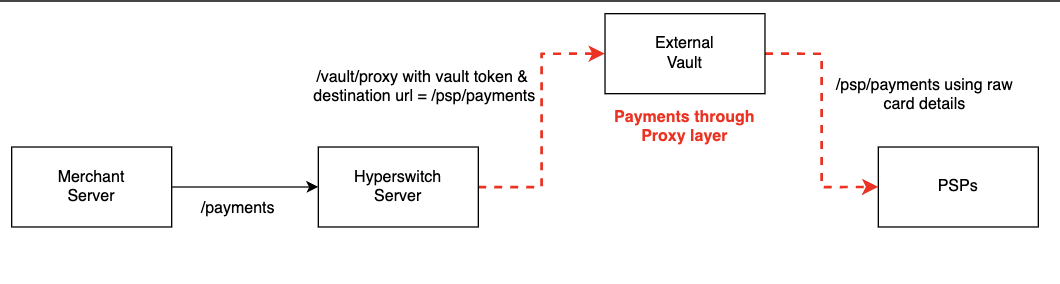 External
Vault
/vault/proxy with vault token &
destination url = /psp/payments
/psp/payments using raw
card details
Payments through
Proxy layer
Merchant
Server
/payments
Hyperswitch
Server
PSPs